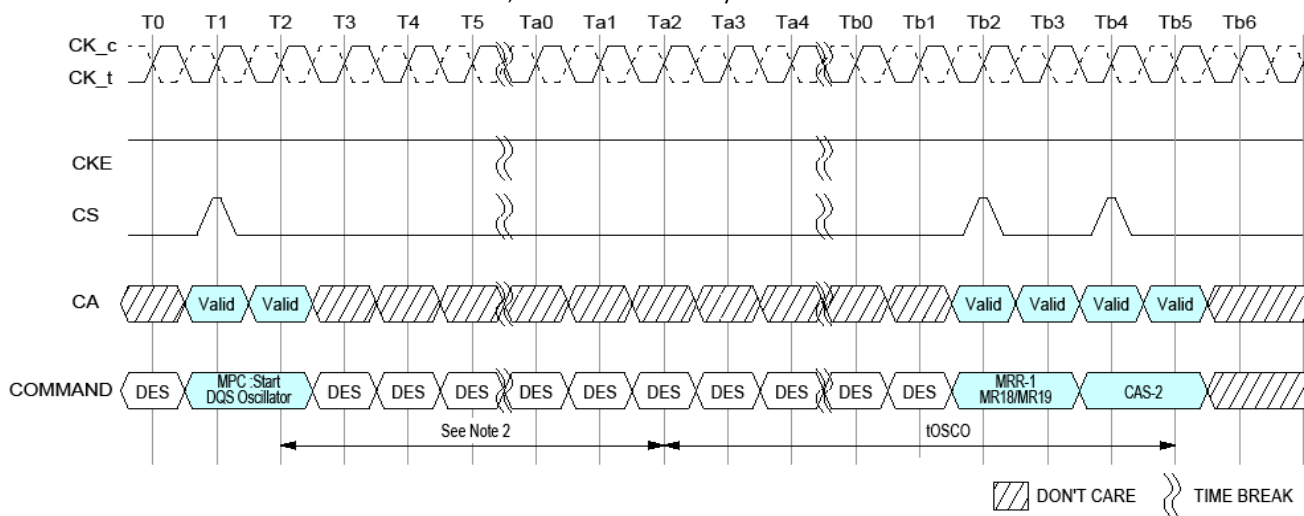 T0 T1 T2 T3 T4 T5 Ta0 Ta1 Ta2 Ta3 Ta4 Tb0 Tb1 Tb2 Tb3 Tb4 Tb5 Tb6
CK_c
CK_t
CKE
CS
CA Valid Valid Valid Valid Valid Valid
COMMAND DES MPC :Start DQS Oscillator DES DES DES DES DES DES DES DES DES DES MRR-1 MR18/MR19 CAS-2
See Note 2 tOSCO
DON'T CARE TIME BREAK